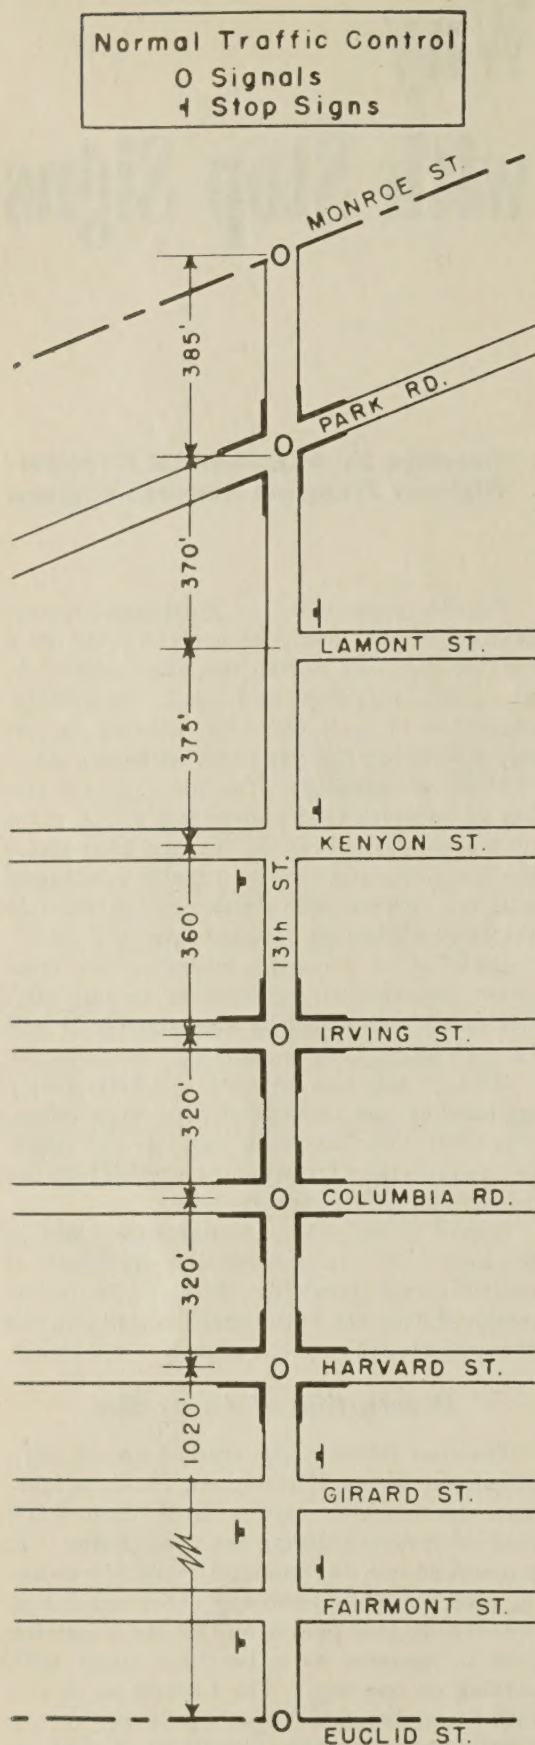 Normal Traffic Control
O Signals
Stop Signs
MONROE ST.
385'
PARK RD.
370'
LAMONT ST.
375'
KENYON ST.
13th ST.
360'
IRVING ST.
320'
COLUMBIA RD.
320'
HARVARD ST.
1020'
GIRARD ST.
FAIRMONT ST.
EUCLID ST.